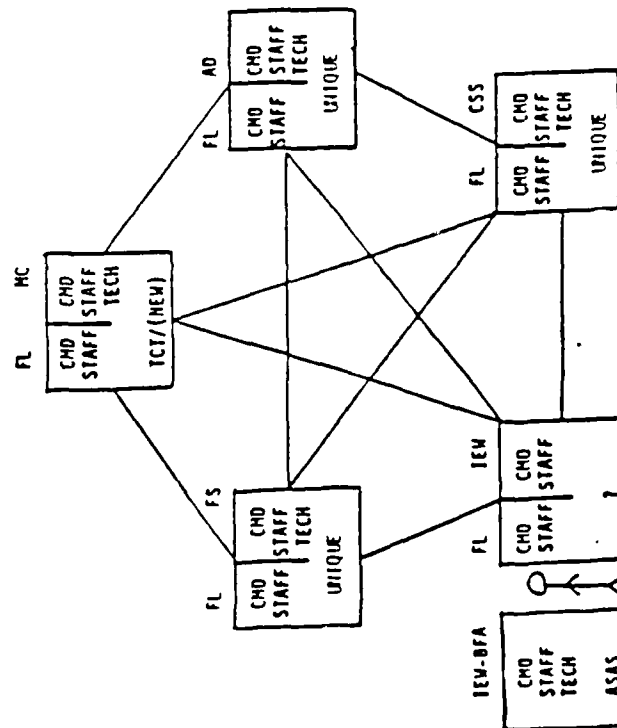 FL MC
CMD CMD
STAFF STAFF
TECH
TCT/(NEW)
FL AD
CMD CMD
STAFF STAFF
TECH
UNIQUE
FL FS
CMD CMD
STAFF STAFF
TECH
UNIQUE
FL CSS
CMD CMD
STAFF STAFF
TECH
UNIQUE
FL IEW
CMD CMD
STAFF STAFF
?
IEW-BFA
CMD
STAFF
TECH
ASAS